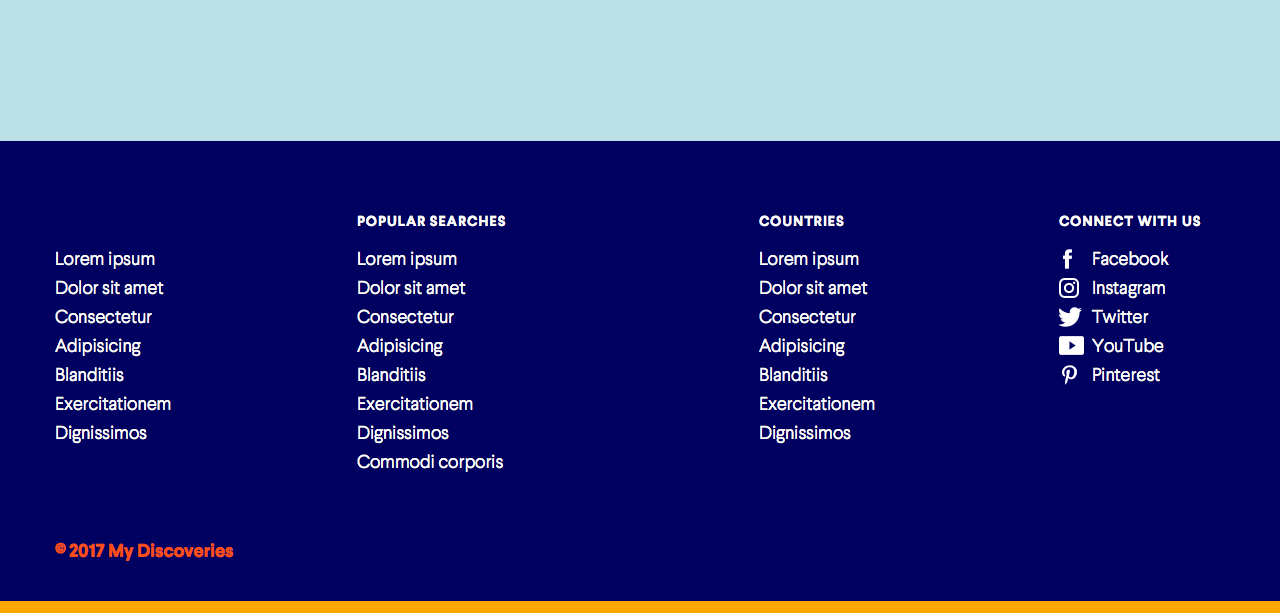 Lorem ipsum
Dolor sit amet
Consectetur
Adipisicing
Blanditiis
Exercitationem
Dignissimos
POPULAR SEARCHES
Lorem ipsum
Dolor sit amet
Consectetur
Adipisicing
Blanditiis
Exercitationem
Dignissimos
Commodi corporis
COUNTRIES
Lorem ipsum
Dolor sit amet
Consectetur
Adipisicing
Blanditiis
Exercitationem
Dignissimos
CONNECT WITH US
Facebook
Instagram
Twitter
YouTube
Pinterest
© 2017 My Discoveries